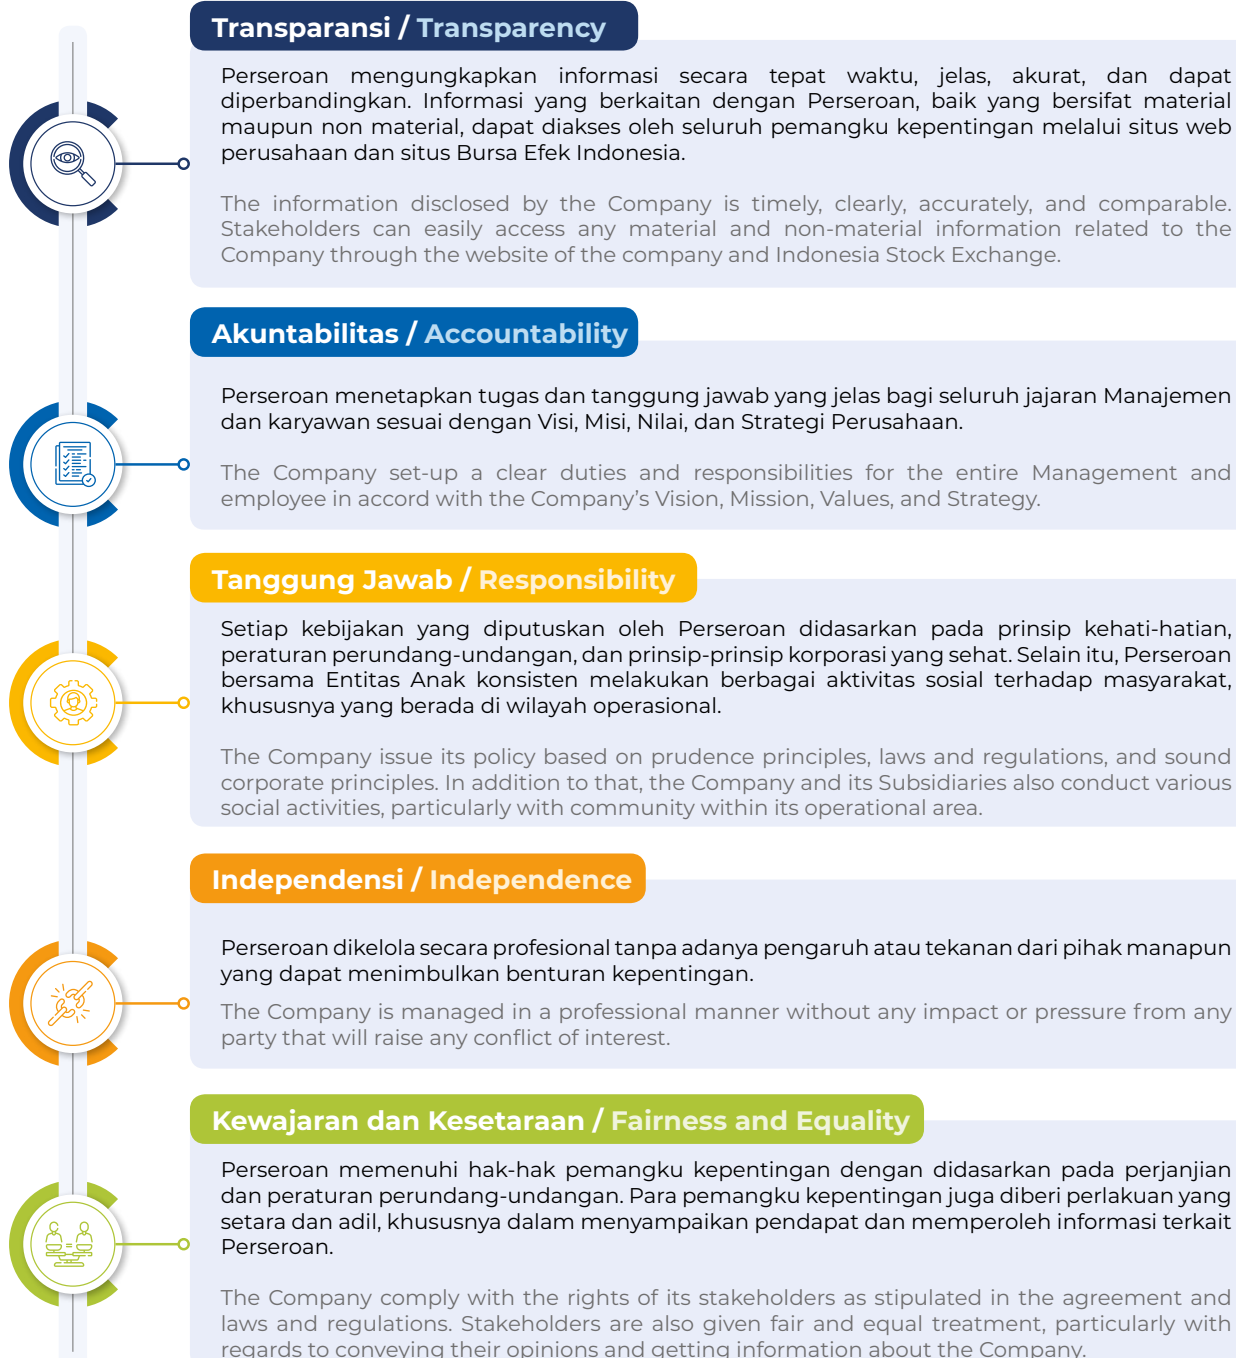 Transparansi / Transparency
Perseroan mengungkapkan informasi secara tepat waktu, jelas, akurat, dan dapat
diperbandingkan. Informasi yang berkaitan dengan Perseroan, baik yang bersifat material
maupun non material, dapat diakses oleh seluruh pemangku kepentingan melalui situs web
perusahaan dan situs Bursa Efek Indonesia.
The information disclosed by the Company is timely, clearly, accurately, and comparable.
Stakeholders can easily access any material and non-material information related to the
Company through the website of the company and Indonesia Stock Exchange.
Akuntabilitas / Accountability
Perseroan menetapkan tugas dan tanggung jawab yang jelas bagi seluruh jajaran Manajemen
dan karyawan sesuai dengan Visi, Misi, Nilai, dan Strategi Perusahaan.
The Company set-up a clear duties and responsibilities for the entire Management and
employee in accord with the Company’s Vision, Mission, Values, and Strategy.
Tanggung Jawab / Responsibility
Setiap kebijakan yang diputuskan oleh Perseroan didasarkan pada prinsip kehati-hatian,
peraturan perundang-undangan, dan prinsip-prinsip korporasi yang sehat. Selain itu, Perseroan
bersama Entitas Anak konsisten melakukan berbagai aktivitas sosial terhadap masyarakat,
khususnya yang berada di wilayah operasional.
The Company issue its policy based on prudence principles, laws and regulations, and sound
corporate principles. In addition to that, the Company and its Subsidiaries also conduct various
social activities, particularly with community within its operational area.
Independensi / Independence
Perseroan dikelola secara profesional tanpa adanya pengaruh atau tekanan dari pihak manapun
yang dapat menimbulkan benturan kepentingan.
The Company is managed in a professional manner without any impact or pressure from any
party that will raise any conflict of interest.
Kewajaran dan Kesetaraan / Fairness and Equality
Perseroan memenuhi hak-hak pemangku kepentingan dengan didasarkan pada perjanjian
dan peraturan perundang-undangan. Para pemangku kepentingan juga diberi perlakuan yang
setara dan adil, khususnya dalam menyampaikan pendapat dan memperoleh informasi terkait
Perseroan.
The Company comply with the rights of its stakeholders as stipulated in the agreement and
laws and regulations. Stakeholders are also given fair and equal treatment, particularly with
regards to conveying their opinions and getting information about the Company.